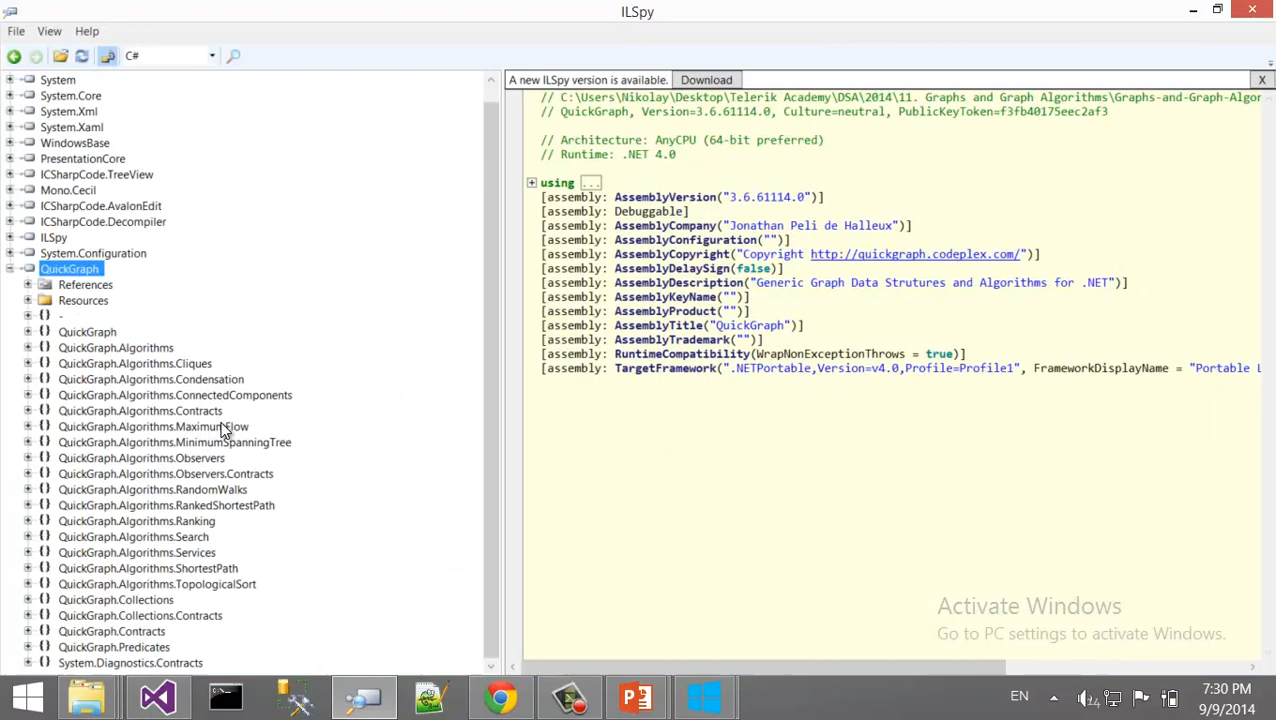 ILSpy
File View Help
C#
System
System.Core
System.Xml
System.Xaml
WindowsBase
PresentationCore
ICSharpCode.TreeView
Mono.Cecil
ICSharpCode.AvalonEdit
ICSharpCode.Decompiler
ILSpy
System.Configuration
QuickGraph
References
Resources
{} -
{} QuickGraph
{} QuickGraph.Algorithms
{} QuickGraph.Algorithms.Cliques
{} QuickGraph.Algorithms.Condensation
{} QuickGraph.Algorithms.ConnectedComponents
{} QuickGraph.Algorithms.Contracts
{} QuickGraph.Algorithms.MaximumFlow
{} QuickGraph.Algorithms.MinimumSpanningTree
{} QuickGraph.Algorithms.Observers
{} QuickGraph.Algorithms.Observers.Contracts
{} QuickGraph.Algorithms.RandomWalks
{} QuickGraph.Algorithms.RankedShortestPath
{} QuickGraph.Algorithms.Ranking
{} QuickGraph.Algorithms.Search
{} QuickGraph.Algorithms.Services
{} QuickGraph.Algorithms.ShortestPath
{} QuickGraph.Algorithms.TopologicalSort
{} QuickGraph.Collections
{} QuickGraph.Collections.Contracts
{} QuickGraph.Contracts
{} QuickGraph.Predicates
{} System.Diagnostics.Contracts
A new ILSpy version is available. Download X
// C:\Users\Nikolay\Desktop\Telerik Academy\DSA\2014\11. Graphs and Graph Algorithms\Graphs-and-Graph-Algor
// QuickGraph, Version=3.6.61114.0, Culture=neutral, PublicKeyToken=f3fb40175eec2af3
// Architecture: AnyCPU (64-bit preferred)
// Runtime: .NET 4.0
using ...
[assembly: AssemblyVersion("3.6.61114.0")]
[assembly: Debuggable]
[assembly: AssemblyCompany("Jonathan Peli de Halleux")]
[assembly: AssemblyConfiguration("")]
[assembly: AssemblyCopyright("Copyright http://quickgraph.codeplex.com/")]
[assembly: AssemblyDelaySign(false)]
[assembly: AssemblyDescription("Generic Graph Data Strutures and Algorithms for .NET")]
[assembly: AssemblyKeyName("")]
[assembly: AssemblyProduct("")]
[assembly: AssemblyTitle("QuickGraph")]
[assembly: AssemblyTrademark("")]
[assembly: RuntimeCompatibility(WrapNonExceptionThrows = true)]
[assembly: TargetFramework(".NETPortable,Version=v4.0,Profile=Profile1", FrameworkDisplayName = "Portable L
Activate Windows
Go to PC settings to activate Windows.
EN
7:30 PM
9/9/2014